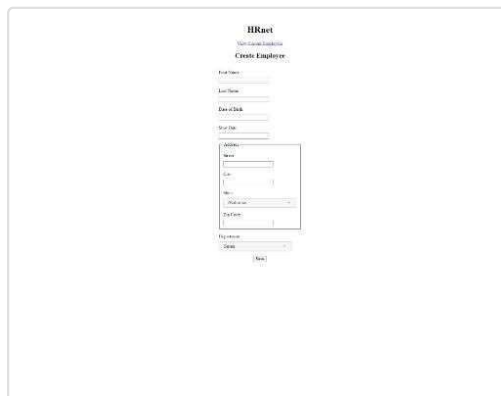 HRnet
View Current Employees
Create Employee
First Name
Last Name
Date of Birth
Start Date
Address
Street
City
State
Alabama
Zip Code
Department
Sales
Save